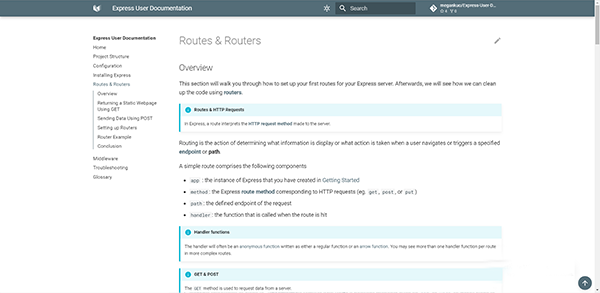 Express User Documentation
Search
Express User Documentation
Home
Project Structure
Configuration
Installing Express
Routes & Routers
Overview
Returning a Static Webpage
Using GET
Sending Data Using POST
Setting up Routers
Router Example
Conclusion
Middleware
Troubleshooting
Glossary
Routes & Routers
Overview
This section will walk you through how to set up your first routes for your Express server. Afterwards, we will see how we can clean
up the code using routers.
Routes & HTTP Requests
In Express, a route interprets the HTTP request method made to the server.
Routing is the action of determining what information is display or what action is taken when a user navigates or triggers a specified
endpoint or path.
A simple route comprises the following components
app : the instance of Express that you have created in Getting Started
method : the Express route method corresponding to HTTP requests (eg. get, post, or put)
path : the defined endpoint of the request
handler : the function that is called when the route is hit
Handler functions
The handler will often be an anonymous function written as either a regular function or an arrow function. You may see more than one handler function per route
in more complex routes.
GET & POST
The GET method is used to request data from a server.